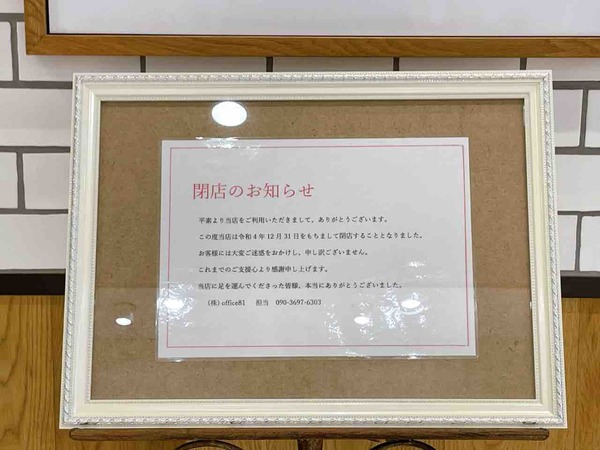 閉店のお知らせ
平素より当店をご利用いただきまして、ありがとうございます。
この度当店は令和4年12月31日をもちまして閉店することとなりました。
お客様には大変ご迷惑をおかけし、申し訳ございません。
これまでのご支援心より感謝申し上げます。
当店に足を運んでくださった皆様、本当にありがとうございました。
(株)office81 担当 090-3697-6303